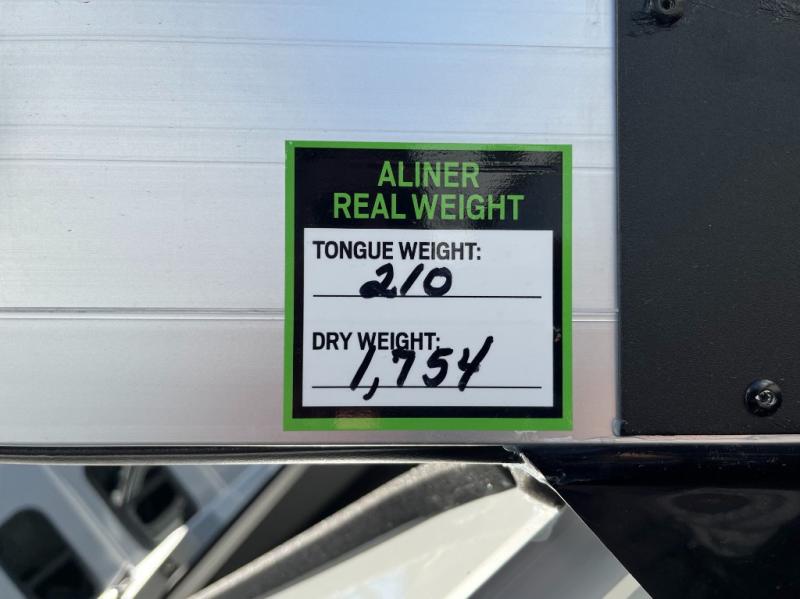 ALINER
REAL WEIGHT
TONGUE WEIGHT:
210
DRY WEIGHT:
1,754